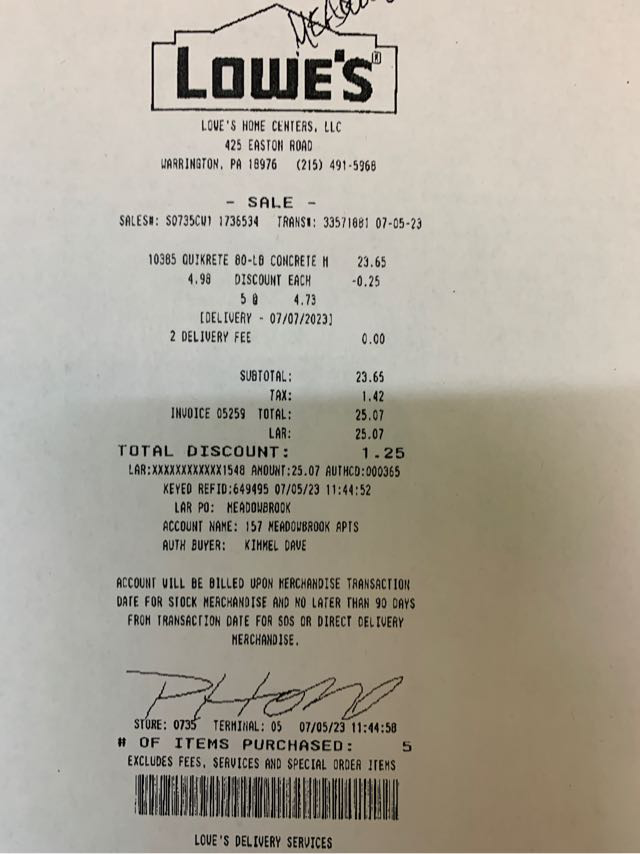 LOWE'S®
LOWE'S HOME CENTERS, LLC
425 EASTON ROAD
WARRINGTON, PA 18976 (215) 491-5968
- SALE -
SALES#: S0735CW1 1736534 TRANS#: 33571881 07-05-23
10385 QUIKRETE 80-LB CONCRETE M 23.65
4.98 DISCOUNT EACH -0.25
5 @ 4.73
[DELIVERY - 07/07/2023]
2 DELIVERY FEE 0.00
SUBTOTAL: 23.65
TAX: 1.42
INVOICE 05259 TOTAL: 25.07
LAR: 25.07
TOTAL DISCOUNT: 1.25
LAR:XXXXXXXXXXXX1548 AMOUNT:25.07 AUTHCD:000365
KEYED REFID:649495 07/05/23 11:44:52
LAR PO: MEADOWBROOK
ACCOUNT NAME: 157 MEADOWBROOK APTS
AUTH BUYER: KIMMEL DAVE
ACCOUNT WILL BE BILLED UPON MERCHANDISE TRANSACTION
DATE FOR STOCK MERCHANDISE AND NO LATER THAN 90 DAYS
FROM TRANSACTION DATE FOR SOS OR DIRECT DELIVERY
MERCHANDISE.
STORE: 0735 TERMINAL: 05 07/05/23 11:44:58
# OF ITEMS PURCHASED: 5
EXCLUDES FEES, SERVICES AND SPECIAL ORDER ITEMS
LOWE'S DELIVERY SERVICES